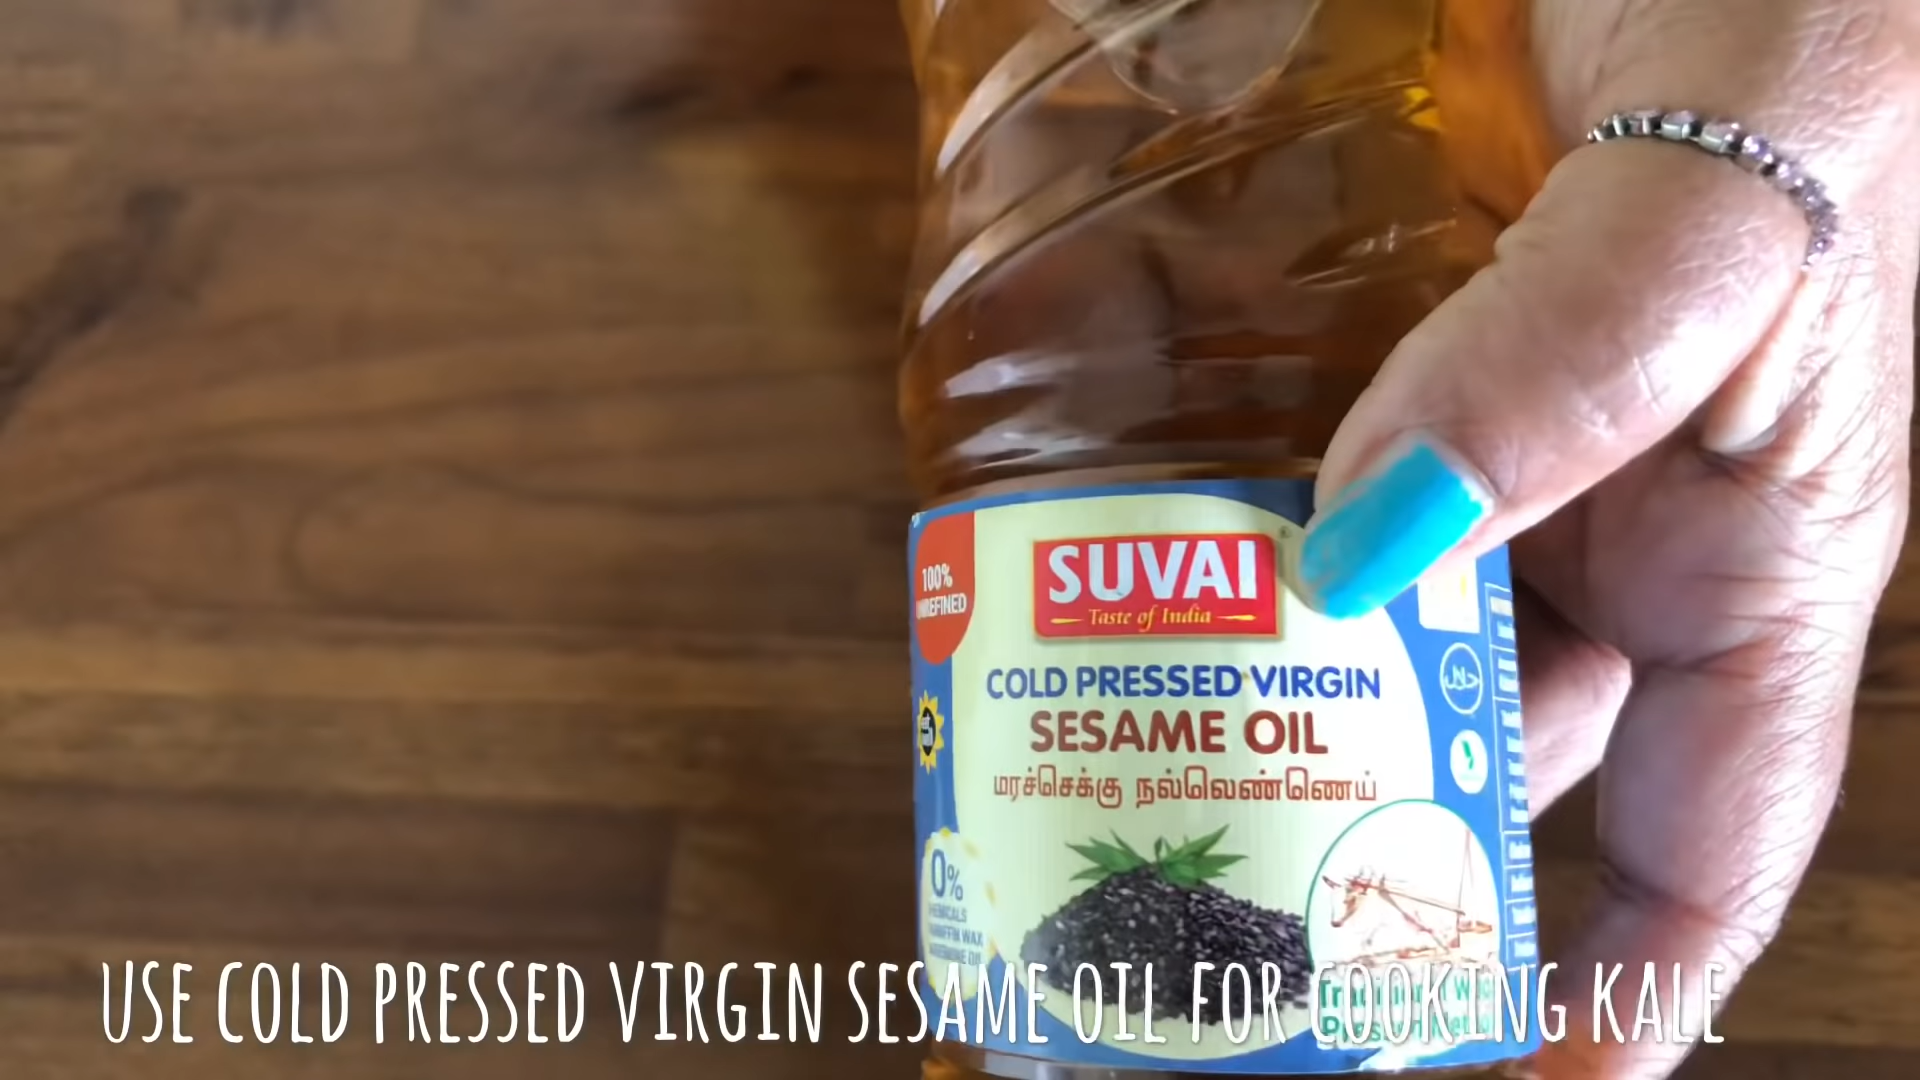 100%
UNREFINED
SUVAI
Taste of India
COLD PRESSED VIRGIN
SESAME OIL
மரச்செக்கு நல்லெண்ணெய்
0%
CHEMICALS
USE COLD PRESSED VIRGIN SESAME OIL FOR COOKING KALE